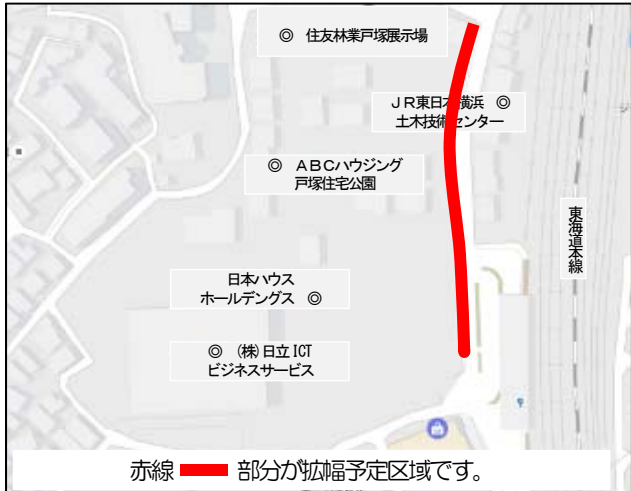 ◎ 住友林業戸塚展示場
JR東日本横浜 ◎
土木技術センター
◎ ABCハウジング
戸塚住宅公園
東海道本線
日本ハウス
ホールデングス ◎
◎ (株)日立ICT
ビジネスサービス
赤線 部分が拡幅予定区域です。